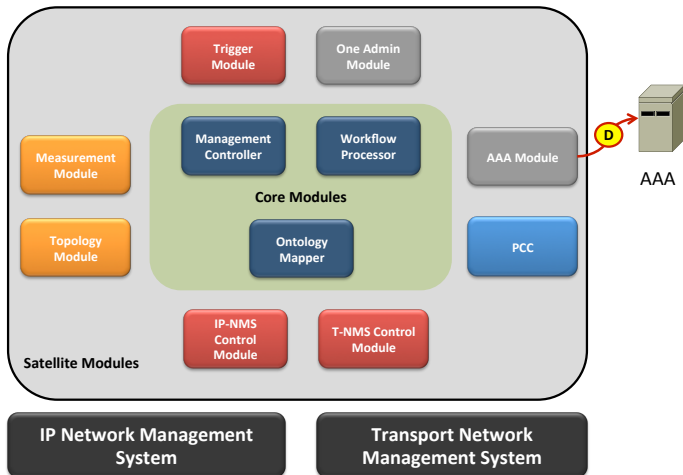 Trigger
Module
One Admin
Module
Management
Controller
Workflow
Processor
Measurement
Module
AAA Module
D
AAA
Core Modules
Topology
Module
Ontology
Mapper
PCC
IP-NMS
Control
Module
T-NMS Control
Module
Satellite Modules
IP Network Management
System
Transport Network
Management System